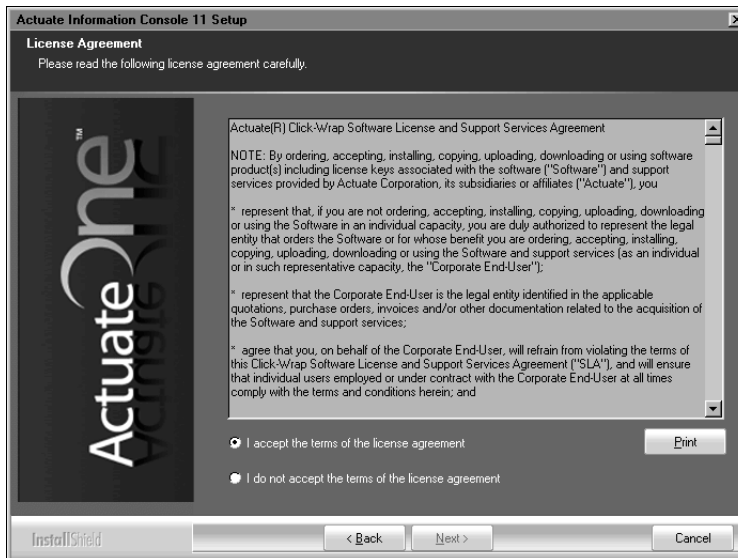 Actuate Information Console 11 Setup
License Agreement
Please read the following license agreement carefully.
ActuateOne™
Actuate(R) Click-Wrap Software License and Support Services Agreement
NOTE: By ordering, accepting, installing, copying, uploading, downloading or using software
product(s) including license keys associated with the software ("Software") and support
services provided by Actuate Corporation, its subsidiaries or affiliates ("Actuate"), you
* represent that, if you are not ordering, accepting, installing, copying, uploading, downloading
or using the Software in an individual capacity, you are duly authorized to represent the legal
entity that orders the Software or for whose benefit you are ordering, accepting, installing,
copying, uploading, downloading or using the Software and support services (as an individual
or in such representative capacity, the "Corporate End-User");
* represent that the Corporate End-User is the legal entity identified in the applicable
quotations, purchase orders, invoices and/or other documentation related to the acquisition of
the Software and support services;
* agree that you, on behalf of the Corporate End-User, will refrain from violating the terms of
this Click-Wrap Software License and Support Services Agreement ("SLA"), and will ensure
that individual users employed or under contract with the Corporate End-User at all times
comply with the terms and conditions herein; and
I accept the terms of the license agreement
Print
I do not accept the terms of the license agreement
InstallShield
< Back
Next >
Cancel